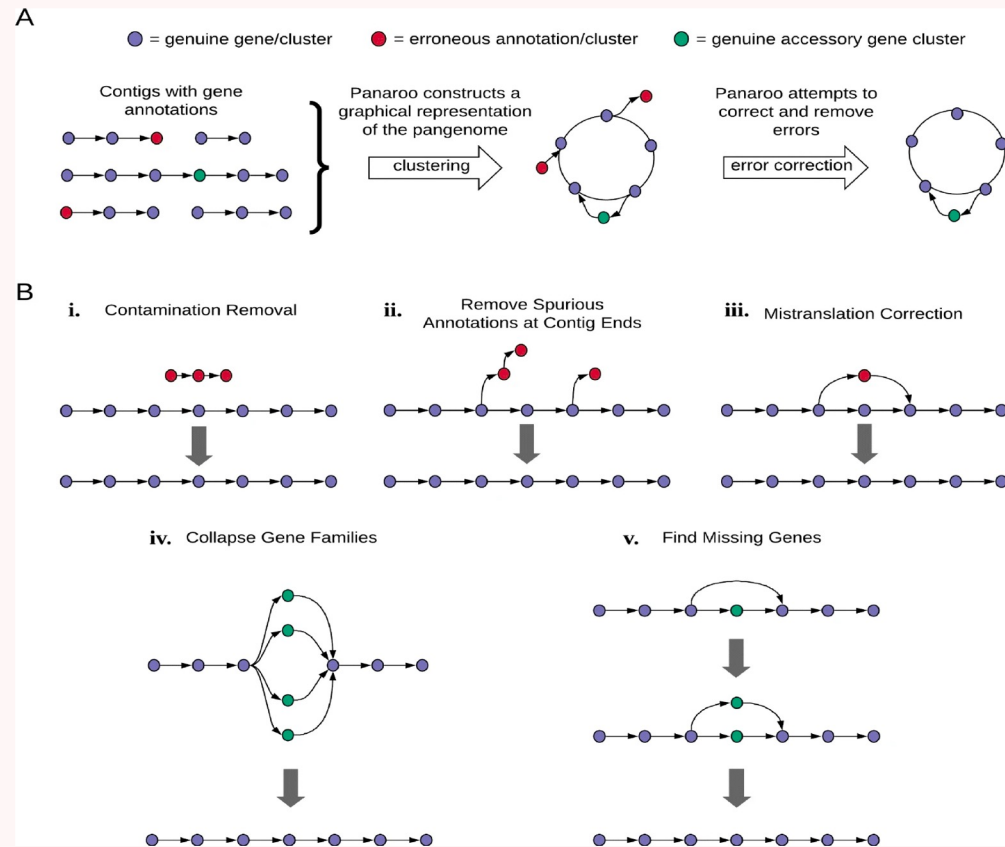 A
= genuine gene/cluster = erroneous annotation/cluster = genuine accessory gene cluster
Contigs with gene
annotations
Panaroo constructs a
graphical representation
of the pangenome
clustering
Panaroo attempts to
correct and remove
errors
error correction
B
i. Contamination Removal
ii. Remove Spurious
Annotations at Contig Ends
iii. Mistranslation Correction
iv. Collapse Gene Families
v. Find Missing Genes